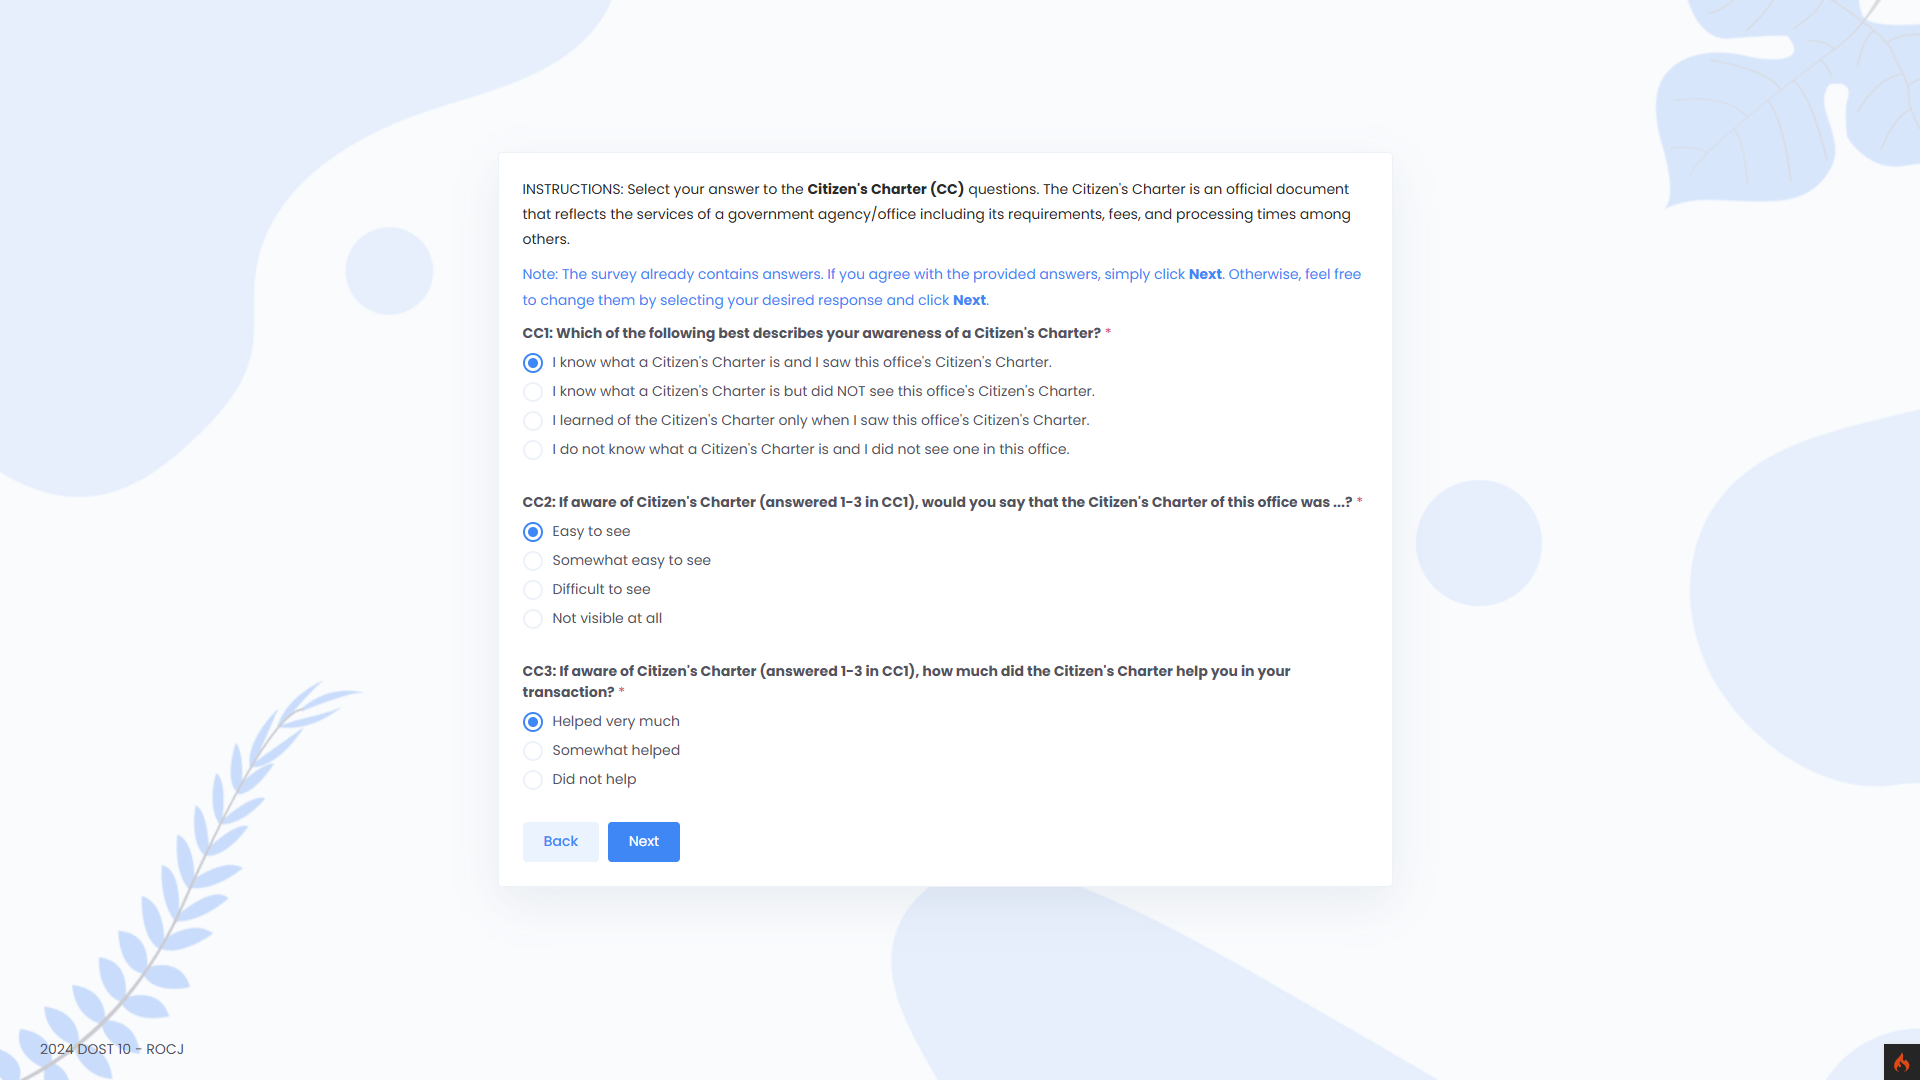 INSTRUCTIONS: Select your answer to the Citizen's Charter (CC) questions. The Citizen's Charter is an official document
that reflects the services of a government agency/office including its requirements, fees, and processing times among
others.
Note: The survey already contains answers. If you agree with the provided answers, simply click Next. Otherwise, feel free
to change them by selecting your desired response and click Next.
CC1: Which of the following best describes your awareness of a Citizen's Charter? *
I know what a Citizen's Charter is and I saw this office's Citizen's Charter.
I know what a Citizen's Charter is but did NOT see this office's Citizen's Charter.
I learned of the Citizen's Charter only when I saw this office's Citizen's Charter.
I do not know what a Citizen's Charter is and I did not see one in this office.
CC2: If aware of Citizen's Charter (answered 1-3 in CC1), would you say that the Citizen's Charter of this office was ...? *
Easy to see
Somewhat easy to see
Difficult to see
Not visible at all
CC3: If aware of Citizen's Charter (answered 1-3 in CC1), how much did the Citizen's Charter help you in your
transaction? *
Helped very much
Somewhat helped
Did not help
Back Next
2024 DOST 10 - ROCJ